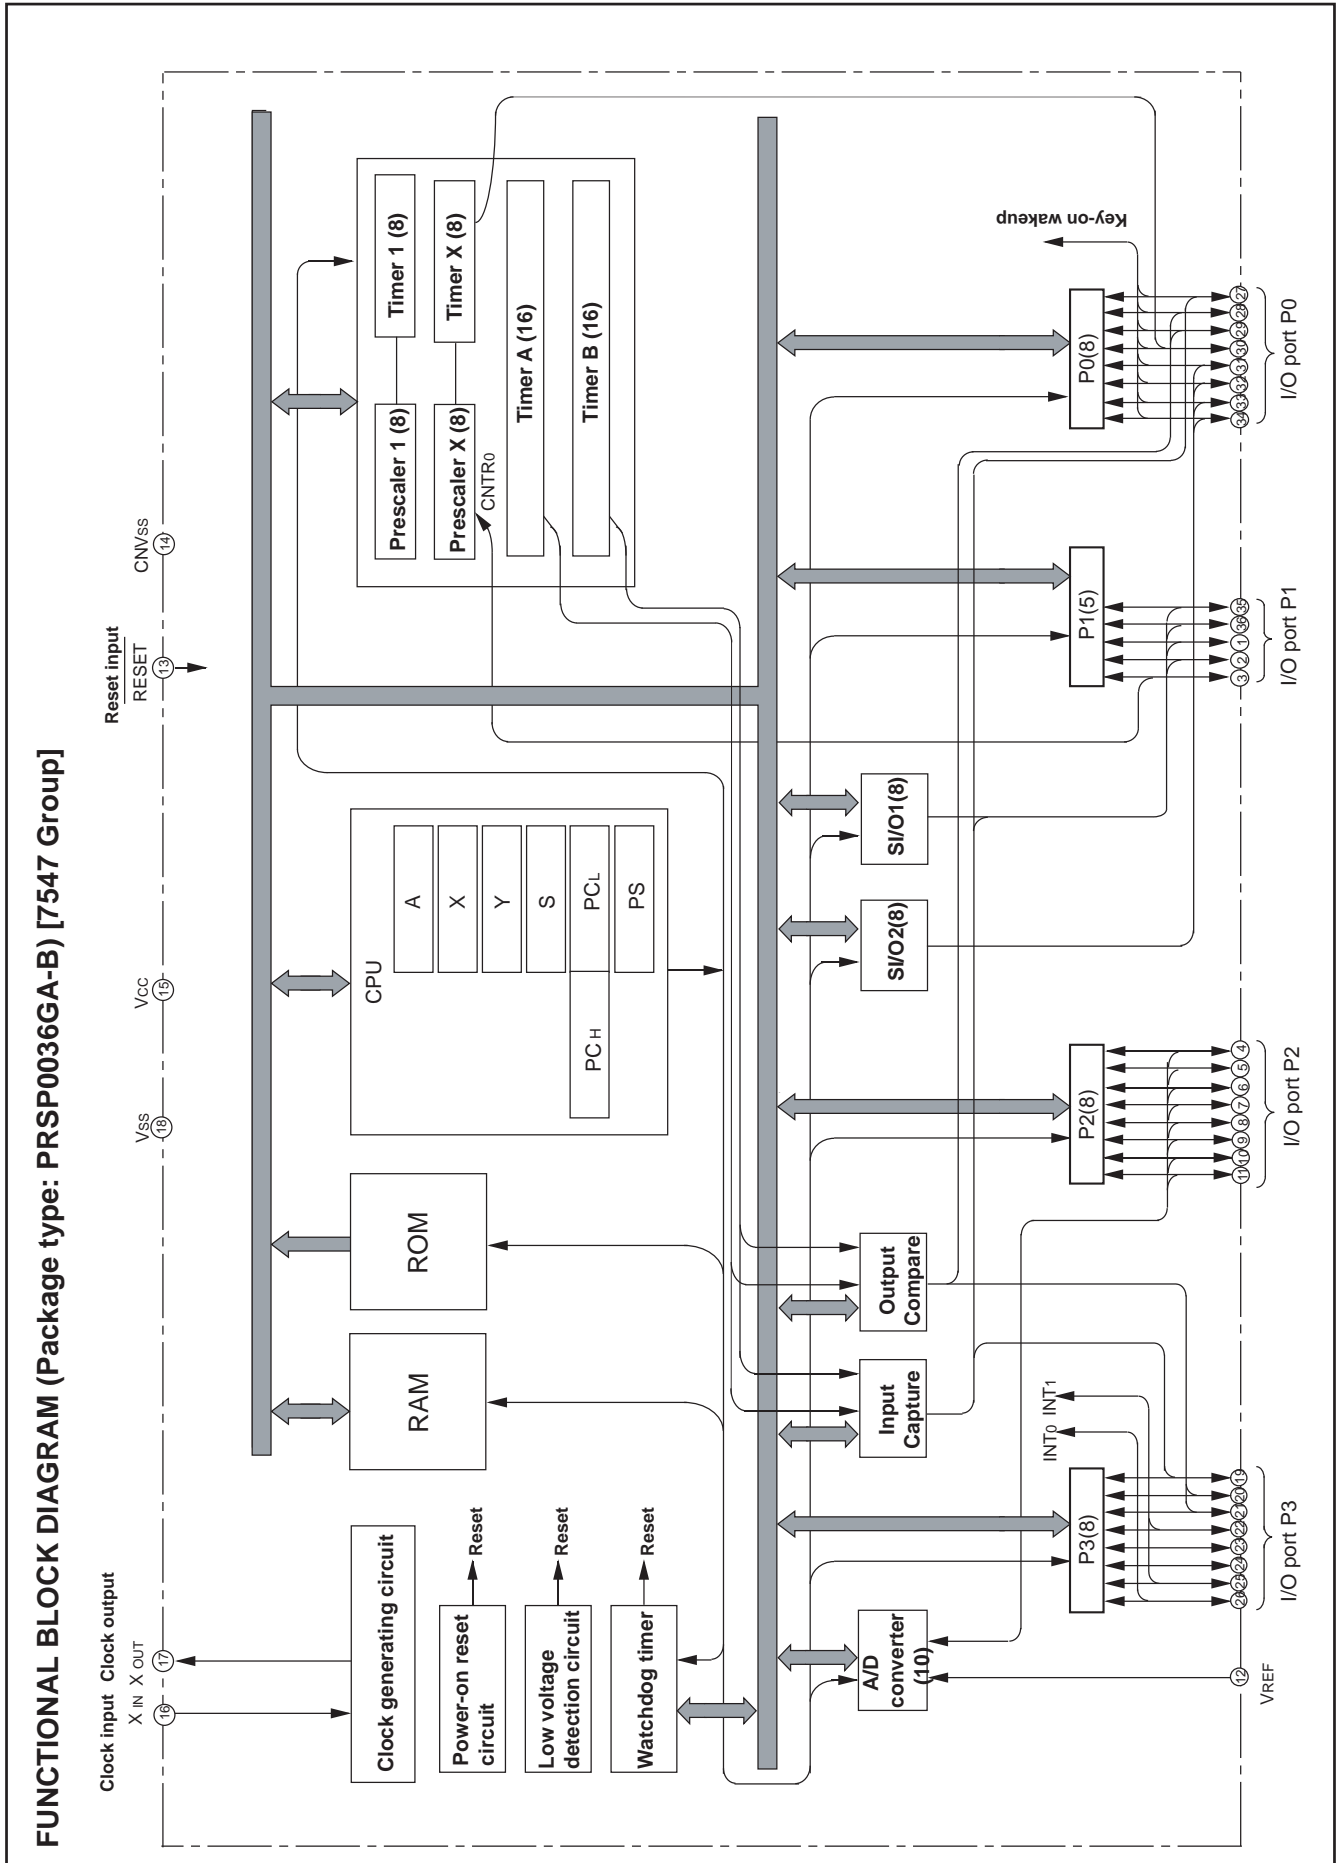 FUNCTIONAL BLOCK DIAGRAM (Package type: PRSP0036GA-B) [7547 Group]
Clock input Clock output
X IN X OUT
16
17
VSS
18
VCC
15
Reset input
RESET
13
CNVSS
14
Clock generating circuit
Power-on reset
circuit
Reset
Low voltage
detection circuit
Reset
Watchdog timer
Reset
RAM
ROM
CPU
A
X
Y
S
PCH
PCL
PS
Prescaler 1 (8)
Timer 1 (8)
Prescaler X (8)
Timer X (8)
CNTR0
Timer A (16)
Timer B (16)
A/D
converter
(10)
Input
Capture
Output
Compare
SI/O2(8)
SI/O1(8)
INT0
INT1
Key-on wakeup
P3(8)
P2(8)
P1(5)
P0(8)
12
26
25
24
23
22
21
20
19
11
10
9
8
7
6
5
4
3
2
1
36
35
34
33
32
31
30
29
28
27
VREF
I/O port P3
I/O port P2
I/O port P1
I/O port P0